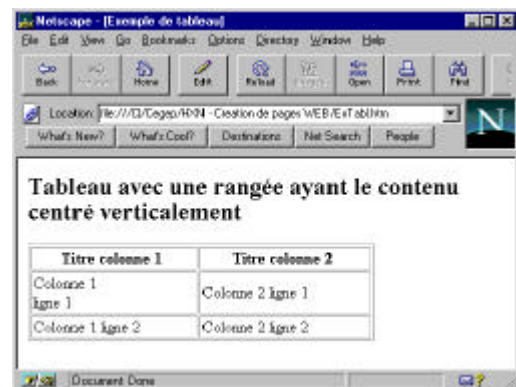 Netscape - [Exemple de tableau]
File Edit View Go Bookmarks Options Directory Window Help
Back Home Edit Reload Open Print Find
Location: file:///C|/Cegep/HXN - Creation de pages WEB/ExTabl.htm
What's New? What's Cool? Destinations Net Search People
N
Tableau avec une rangée ayant le contenu
centré verticalement
Titre colonne 1 Titre colonne 2
Colonne 1
ligne 1
Colonne 2 ligne 1
Colonne 1 ligne 2 Colonne 2 ligne 2
Document Done